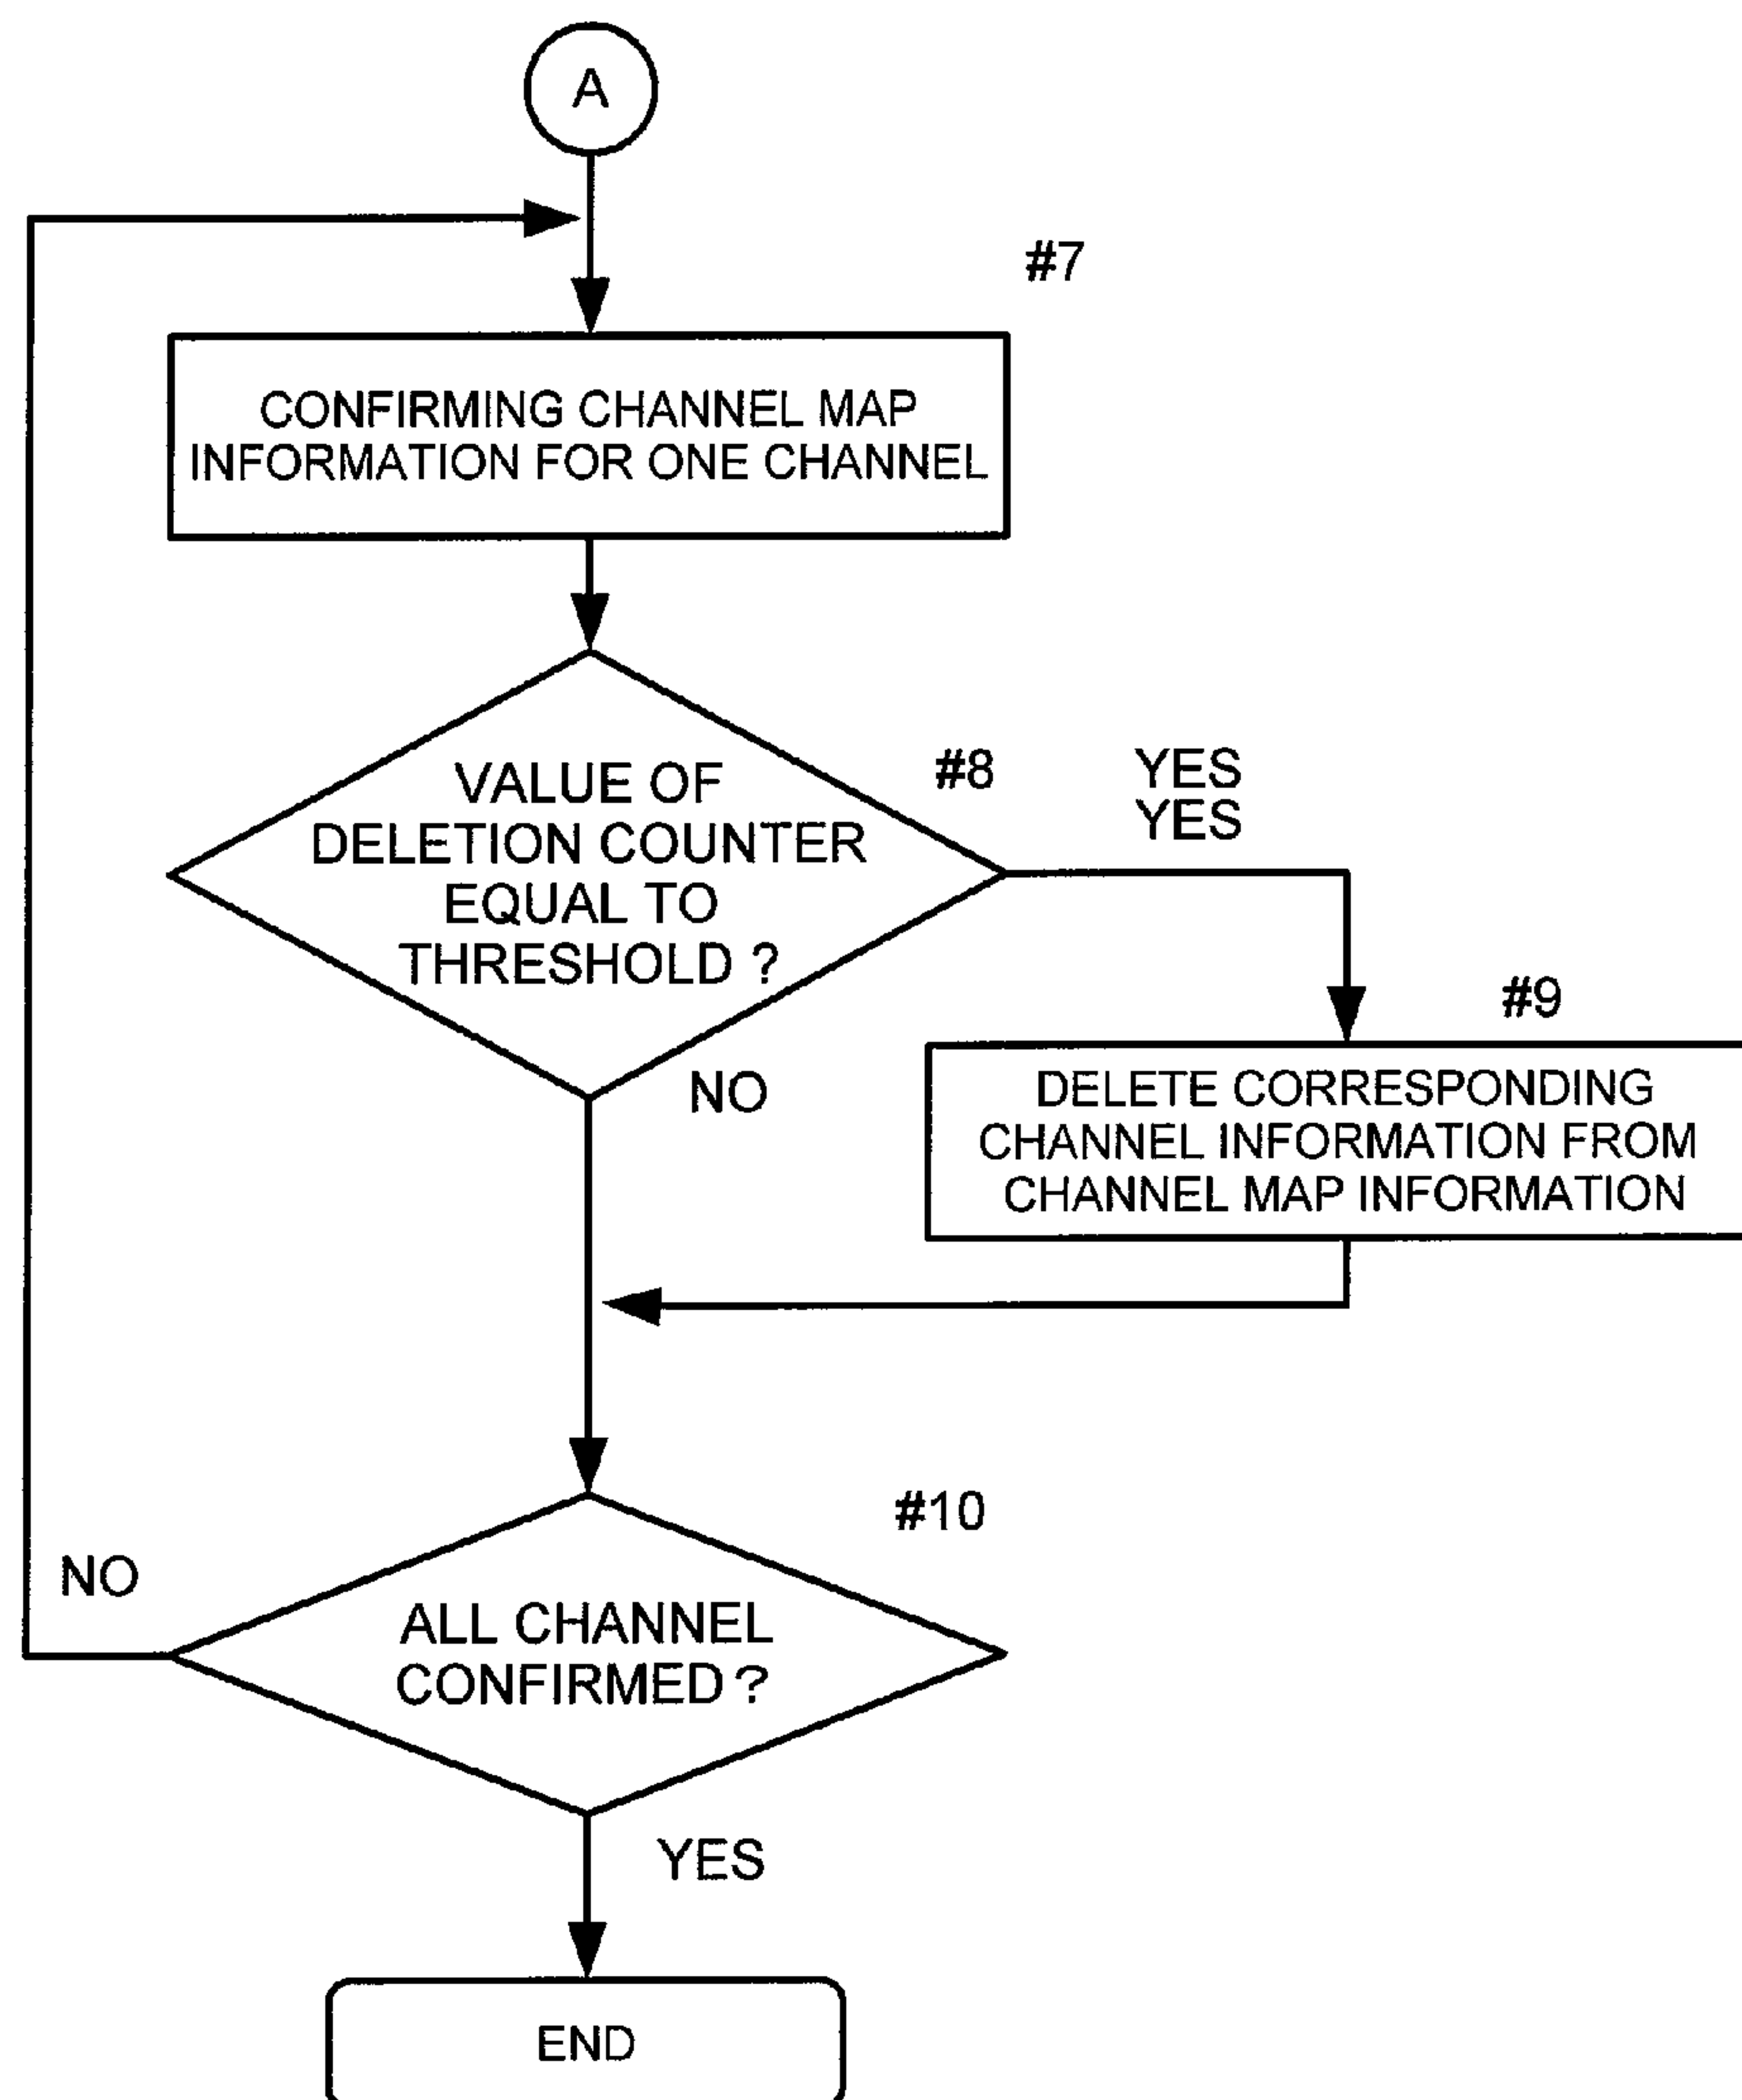 A
#7
CONFIRMING CHANNEL MAP
INFORMATION FOR ONE CHANNEL
#8
YES
YES
VALUE OF
DELETION COUNTER
EQUAL TO
THRESHOLD ?
NO
#9
DELETE CORRESPONDING
CHANNEL INFORMATION FROM
CHANNEL MAP INFORMATION
#10
NO
ALL CHANNEL
CONFIRMED ?
YES
END